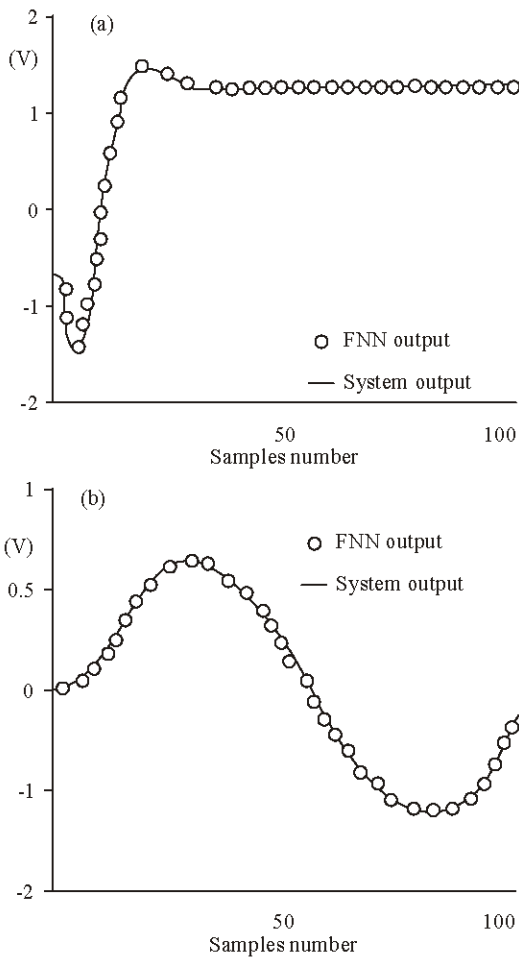 2
(a)
(V)
1
0
-1
FNN output
System output
-2
50
100
Samples number
1
(b)
(V)
FNN output
0.5
System output
0
-1
-2
50
100
Samples number